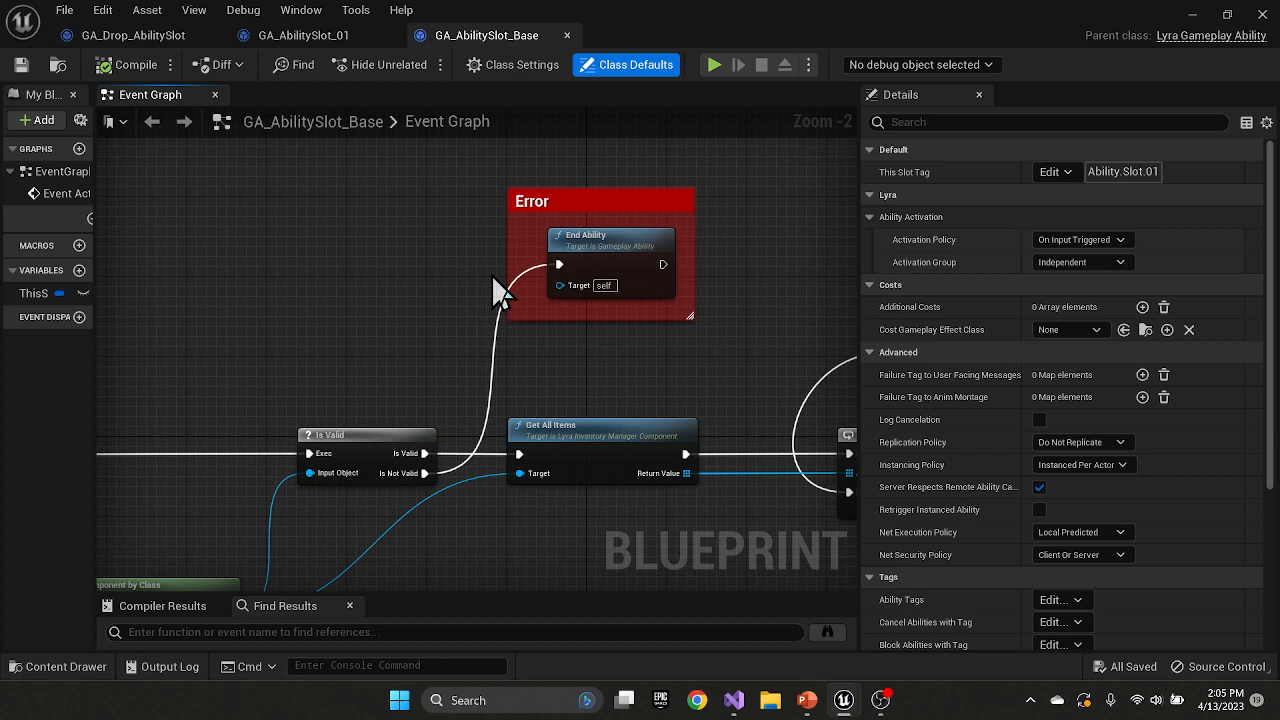 File Edit Asset View Debug Window Tools Help
GA_Drop_AbilitySlot GA_AbilitySlot_01 GA_AbilitySlot_Base
Parent class: Lyra Gameplay Ability
Compile Diff Find Hide Unrelated Class Settings Class Defaults No debug object selected
My Bl... Event Graph Details
+ Add GA_AbilitySlot_Base > Event Graph Zoom -2 Search
GRAPHS
EventGraph
Event Act
MACROS
VARIABLES
ThisS
EVENT DISPA
Error
End Ability
Target is Gameplay Ability
Target self
Is Valid
Exec Is Valid
Input Object Is Not Valid
Get All Items
Target is Lyra Inventory Manager Component
Target Return Value
mponent by Class
BLUEPRINT
Default
This Slot Tag Edit Ability.Slot.01
Lyra
Ability Activation
Activation Policy On Input Triggered
Activation Group Independent
Costs
Additional Costs 0 Array elements
Cost Gameplay Effect Class None
Advanced
Failure Tag to User Facing Messages 0 Map elements
Failure Tag to Anim Montage 0 Map elements
Log Cancelation
Replication Policy Do Not Replicate
Instancing Policy Instanced Per Actor
Server Respects Remote Ability Ca...
Retrigger Instanced Ability
Net Execution Policy Local Predicted
Net Security Policy Client Or Server
Tags
Ability Tags Edit...
Cancel Abilities with Tag Edit...
Block Abilities with Tag Edit...
Compiler Results Find Results
Enter function or event name to find references...
Content Drawer Output Log Cmd Enter Console Command All Saved Source Control
Search EPIC GAMES 2:05 PM
4/13/2023